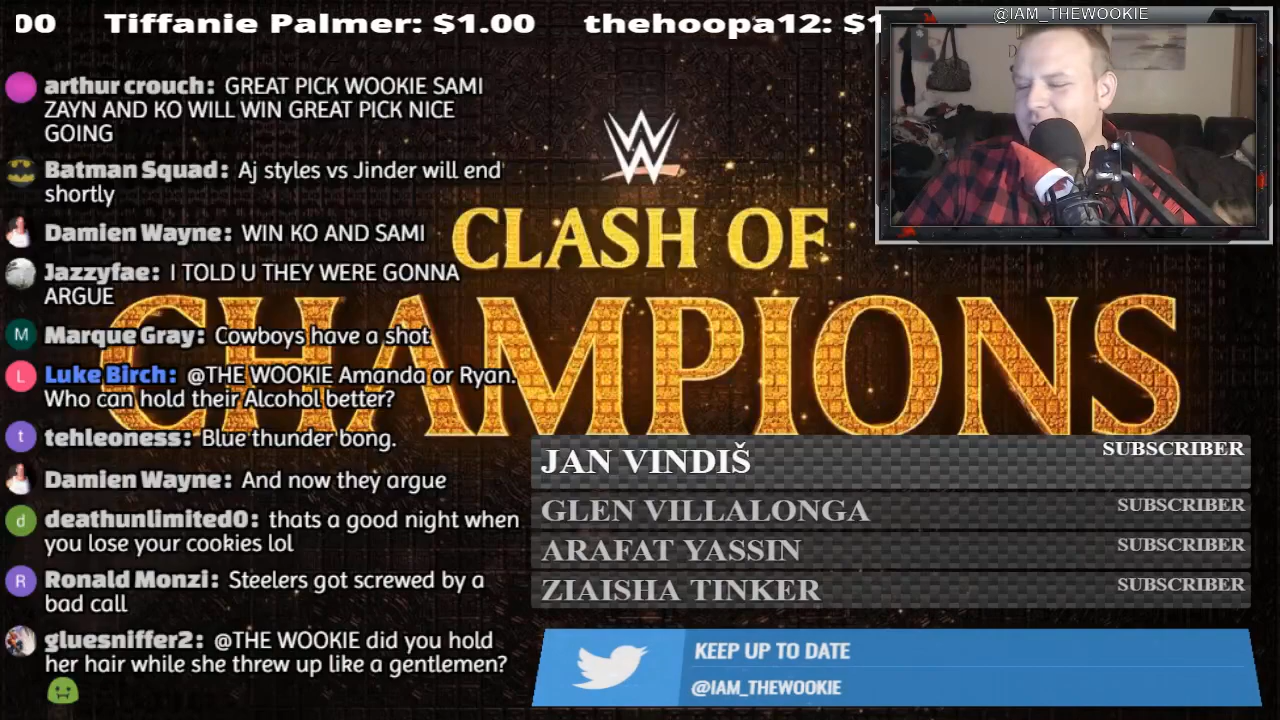 00 Tiffanie Palmer: $1.00 thehoopa12: $1
@IAM_THEWOOKIE
arthur crouch: GREAT PICK WOOKIE SAMI
ZAYN AND KO WILL WIN GREAT PICK NICE
GOING
Batman Squad: Aj styles vs Jinder will end
shortly
Damien Wayne: WIN KO AND SAMI
Jazzyfae: I TOLD U THEY WERE GONNA
ARGUE
M Marque Gray: Cowboys have a shot
L Luke Birch: @THE WOOKIE Amanda or Ryan.
Who can hold their Alcohol better?
t tehleoness: Blue thunder bong.
Damien Wayne: And now they argue
d deathunlimited0: thats a good night when
you lose your cookies lol
R Ronald Monzi: Steelers got screwed by a
bad call
gluesniffer2: @THE WOOKIE did you hold
her hair while she threw up like a gentlemen?
W
CLASH OF
CHAMPIONS
JAN VINDIŠ SUBSCRIBER
GLEN VILLALONGA SUBSCRIBER
ARAFAT YASSIN SUBSCRIBER
ZIAISHA TINKER SUBSCRIBER
KEEP UP TO DATE
@IAM_THEWOOKIE